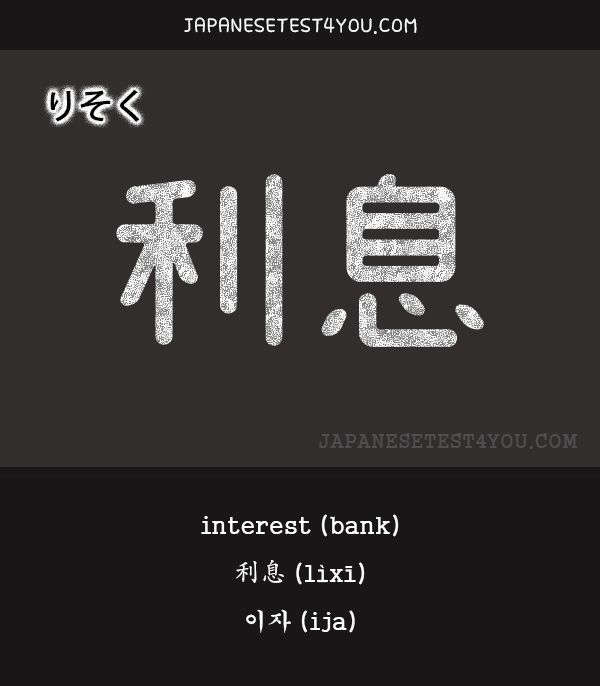 JAPANESETEST4YOU.COM
りそく
利息
JAPANESETEST4YOU.COM
interest (bank)
利息 (lìxī)
이자 (ija)